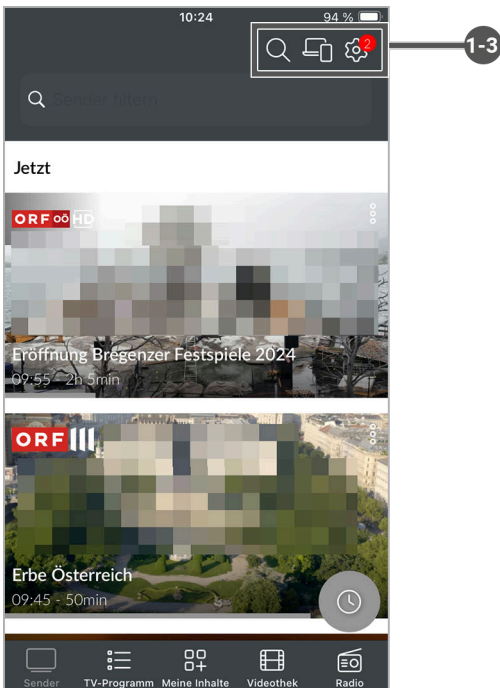 10:24 94 %
2
1-3
Sender filtern
Jetzt
ORF oö HD
Eröffnung Bregenzer Festspiele 2024
09:55 - 2h 5min
ORF III
Erbe Österreich
09:45 - 50min
Sender TV-Programm Meine Inhalte Videothek Radio